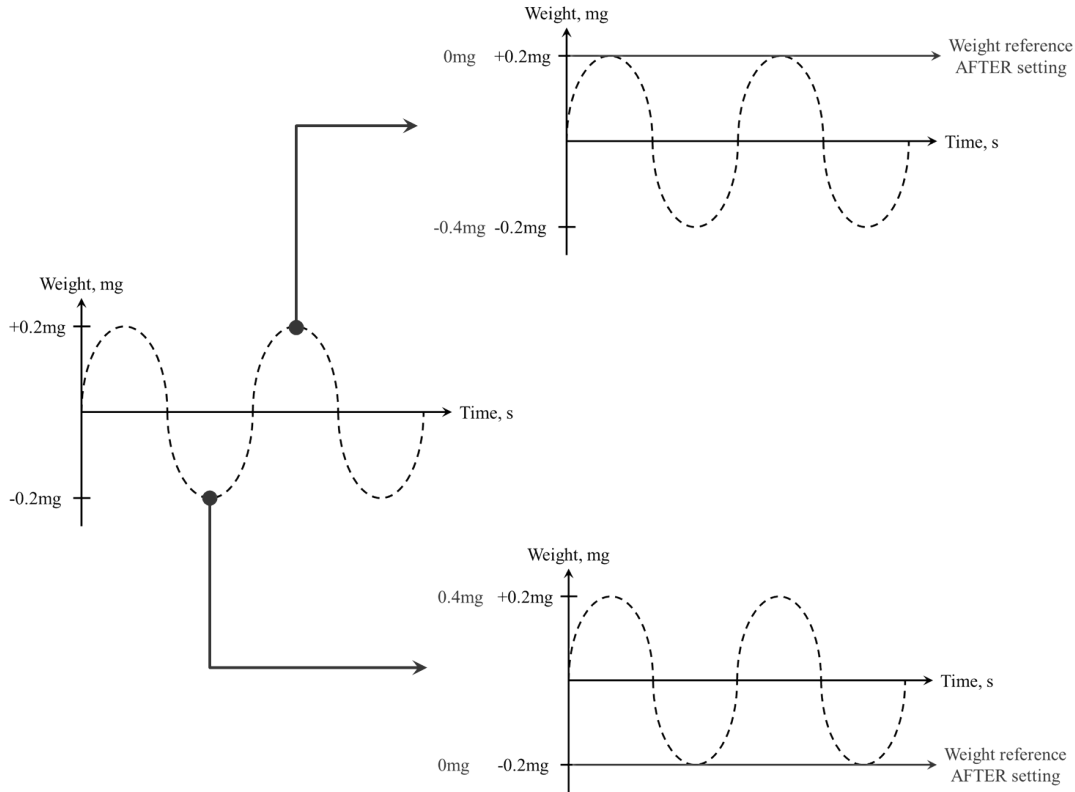 Weight, mg
0mg +0.2mg
Weight reference
AFTER setting
Time, s
-0.4mg -0.2mg
Weight, mg
+0.2mg
Time, s
-0.2mg
Weight, mg
0.4mg +0.2mg
Time, s
0mg -0.2mg
Weight reference
AFTER setting